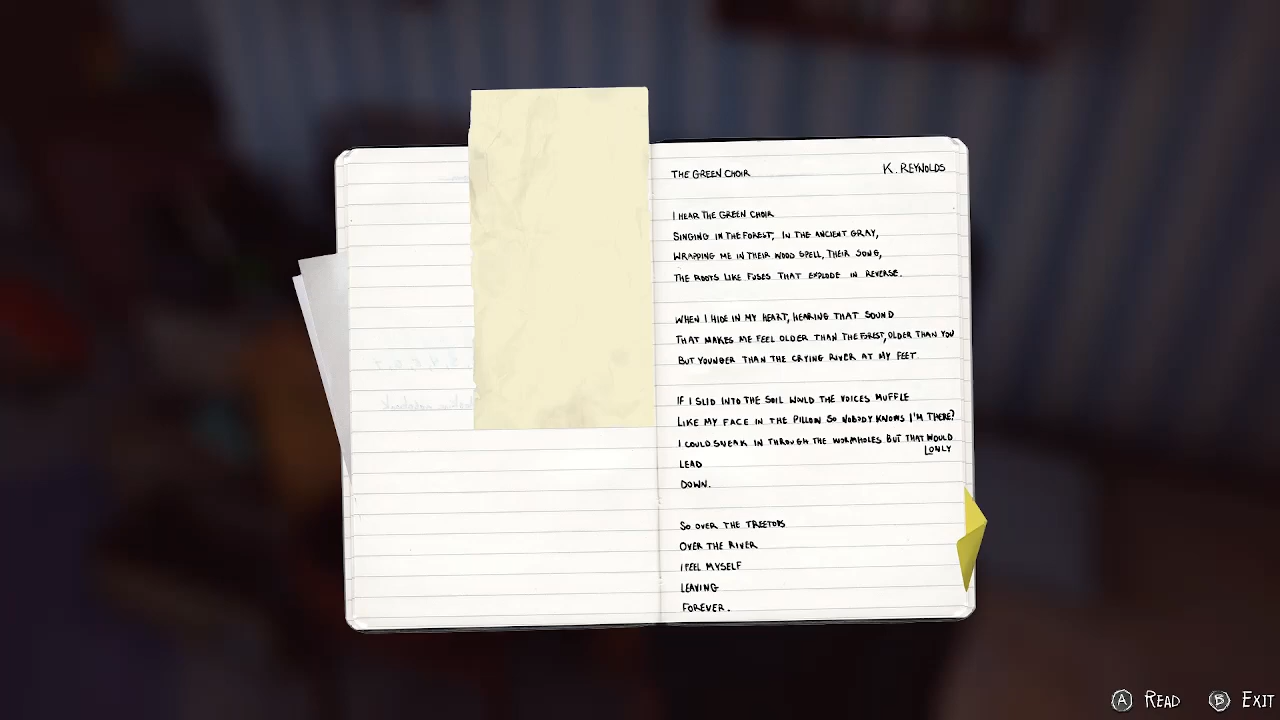 THE GREEN CHOIR
K. REYNOLDS
I HEAR THE GREEN CHOIR
SINGING IN THE FOREST, IN THE ANCIENT GRAY,
WRAPPING ME IN THEIR WOOD SPELL, THEIR SONG,
THE ROOTS LIKE FUSES THAT EXPLODE IN REVERSE.
WHEN I HIDE IN MY HEART, HEARING THAT SOUND
THAT MAKES ME FEEL OLDER THAN THE FOREST, OLDER THAN YOU
BUT YOUNGER THAN THE CRYING RIVER AT MY FEET
IF I SLID INTO THE SOIL WOULD THE VOICES MUFFLE
LIKE MY FACE IN THE PILLOW SO NOBODY KNOWS I'M THERE?
I COULD SNEAK IN THROUGH THE WORMHOLES BUT THAT WOULD
LONLY
LEAD
DOWN.
SO OVER THE TREETOPS
OVER THE RIVER
I FEEL MYSELF
LEAVING
FOREVER.
A READ B EXIT